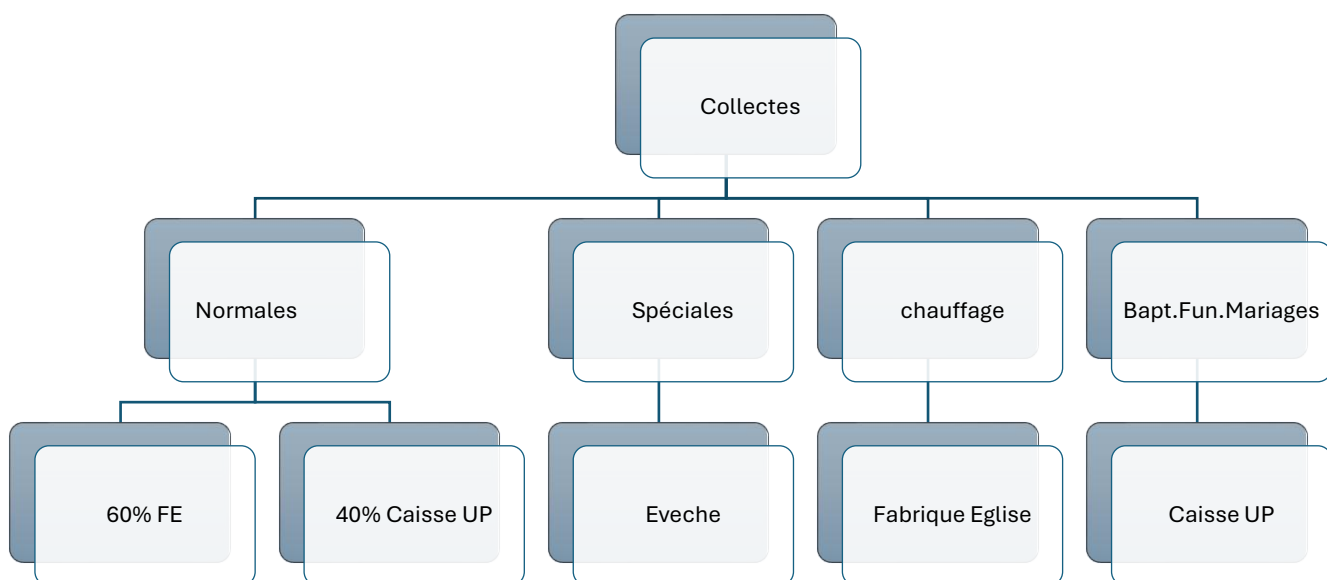 Collectes
Normales
Spéciales
chauffage
Bapt.Fun.Mariages
60% FE
40% Caisse UP
Eveche
Fabrique Eglise
Caisse UP